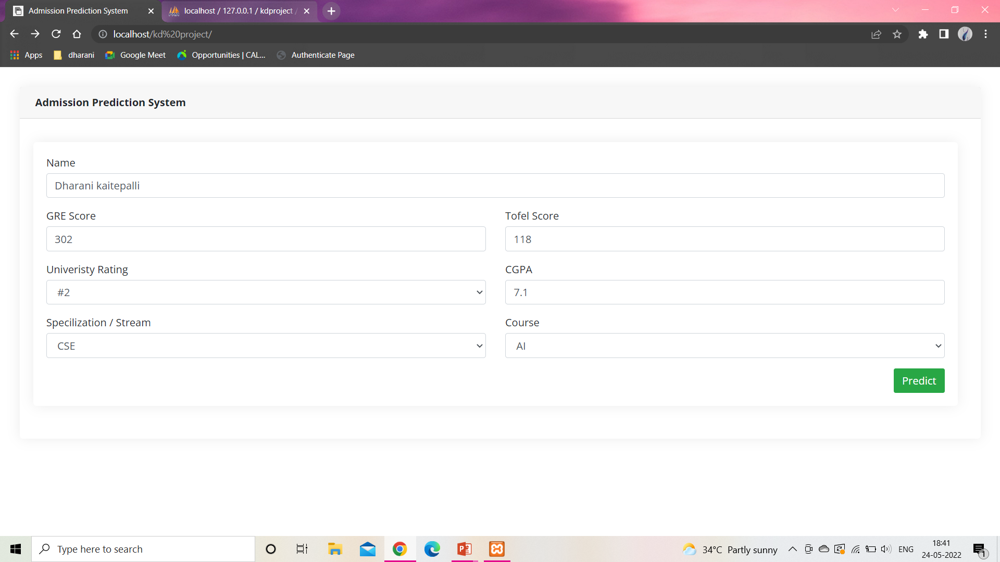 Admission Prediction System
localhost / 127.0.0.1 / kdproject /
localhost/kd%20project/
Apps
dharani
Google Meet
Opportunities | CAL...
Authenticate Page
Admission Prediction System
Name
Dharani kaitepalli
GRE Score
Tofel Score
302
118
Univeristy Rating
CGPA
#2
7.1
Specilization / Stream
Course
CSE
AI
Predict
Type here to search
34°C Partly sunny
ENG
18:41
24-05-2022
1